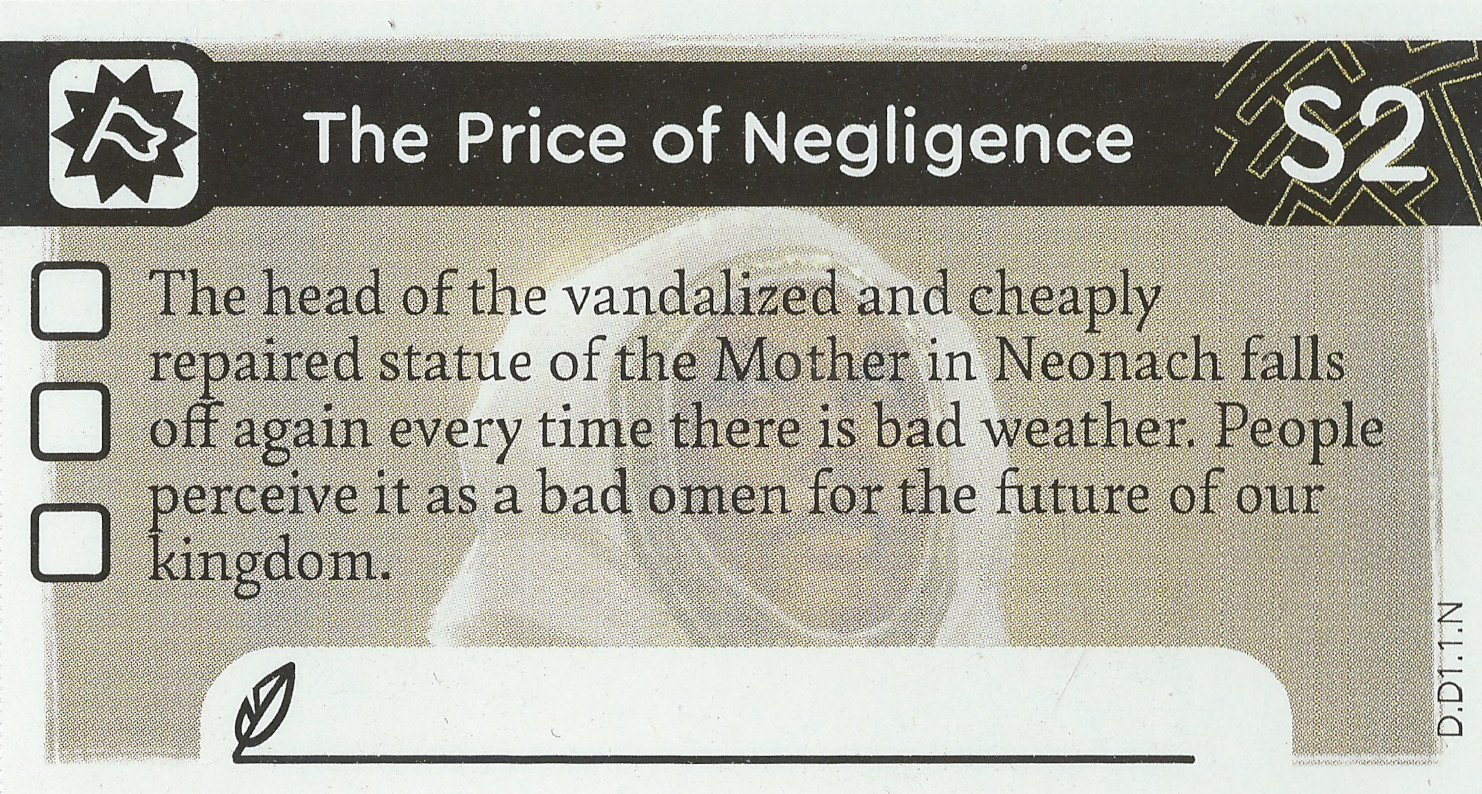 The Price of Negligence
S2
The head of the vandalized and cheaply
repaired statue of the Mother in Neonach falls
off again every time there is bad weather. People
perceive it as a bad omen for the future of our
kingdom.
D.D1.1.N